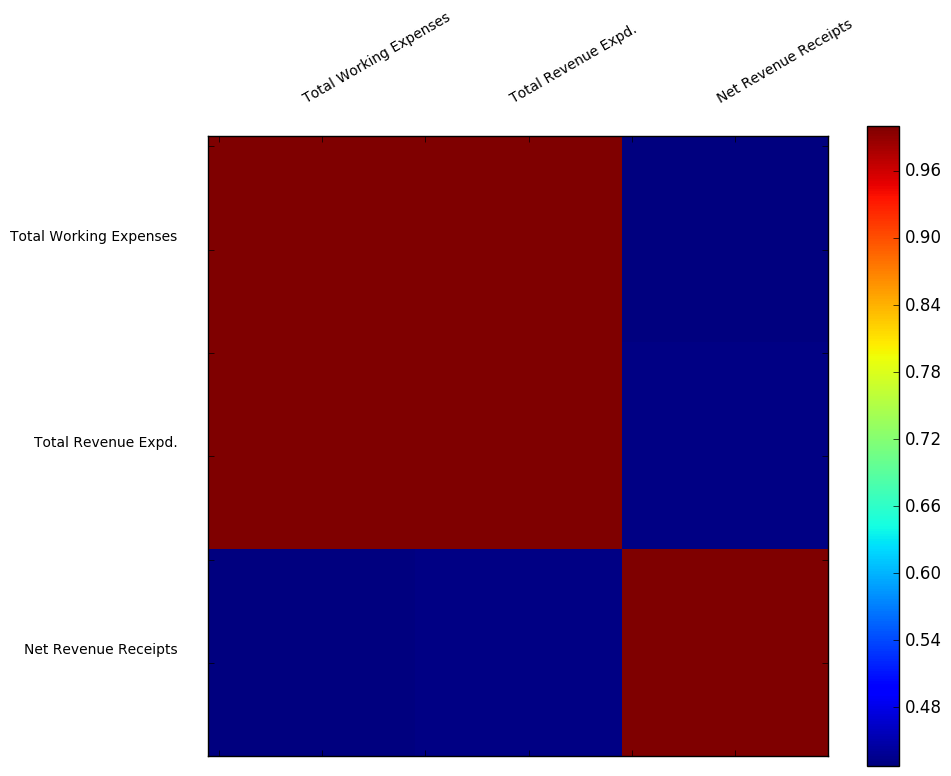 Total Working Expenses
Total Revenue Expd.
Net Revenue Receipts
Total Working Expenses
Total Revenue Expd.
Net Revenue Receipts
0.96
0.90
0.84
0.78
0.72
0.66
0.60
0.54
0.48